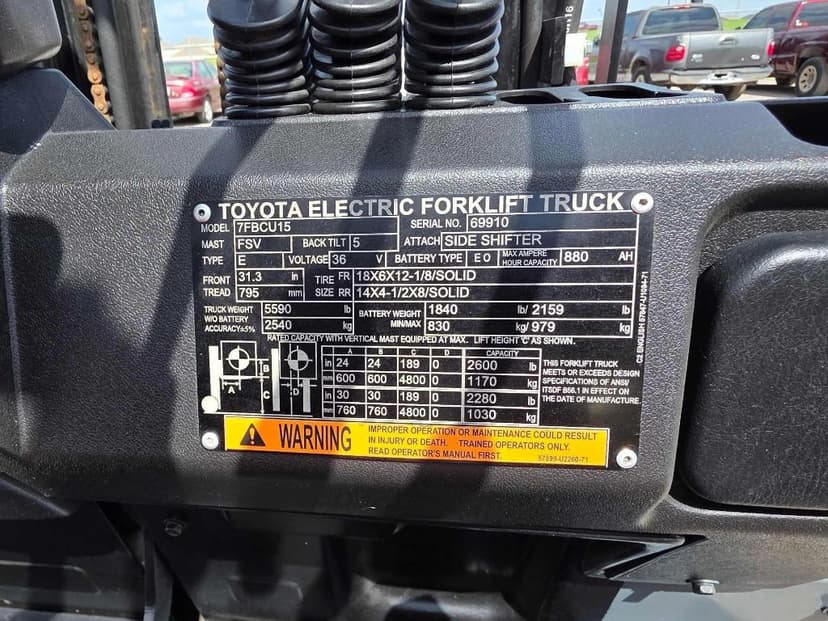 TOYOTA ELECTRIC FORKLIFT TRUCK
MODEL 7FBCU15 SERIAL NO. 69910
MAST FSV BACK TILT 5 ATTACH SIDE SHIFTER
TYPE E VOLTAGE 36 V BATTERY TYPE E O MAX AMPERE HOUR CAPACITY 880 AH
FRONT 31.3 in TIRE FR 18X6X12-1/8/SOLID
TREAD 795 mm SIZE RR 14X4-1/2X8/SOLID
TRUCK WEIGHT 5590 lb BATTERY WEIGHT 1840 lb/ 2159
W/O BATTERY
ACCURACY±5% 2540 kg MIN/MAX 830 kg/ 979
RATED CAPACITY WITH VERTICAL MAST EQUIPPED AT MAX. LIFT HEIGHT 'C' AS SHOWN.
A B C D CAPACITY
in 24 24 189 0 2600 lb
mm 600 600 4800 0 1170 kg
in 30 30 189 0 2280 lb
mm 760 760 4800 0 1030 kg
A B C D
THIS FORKLIFT TRUCK
MEETS OR EXCEEDS DESIGN
SPECIFICATIONS OF ANSI/
ITSDF B56.1 IN EFFECT ON
THE DATE OF MANUFACTURE.
WARNING
IMPROPER OPERATION OR MAINTENANCE COULD RESULT
IN INJURY OR DEATH. TRAINED OPERATORS ONLY.
READ OPERATOR'S MANUAL FIRST.